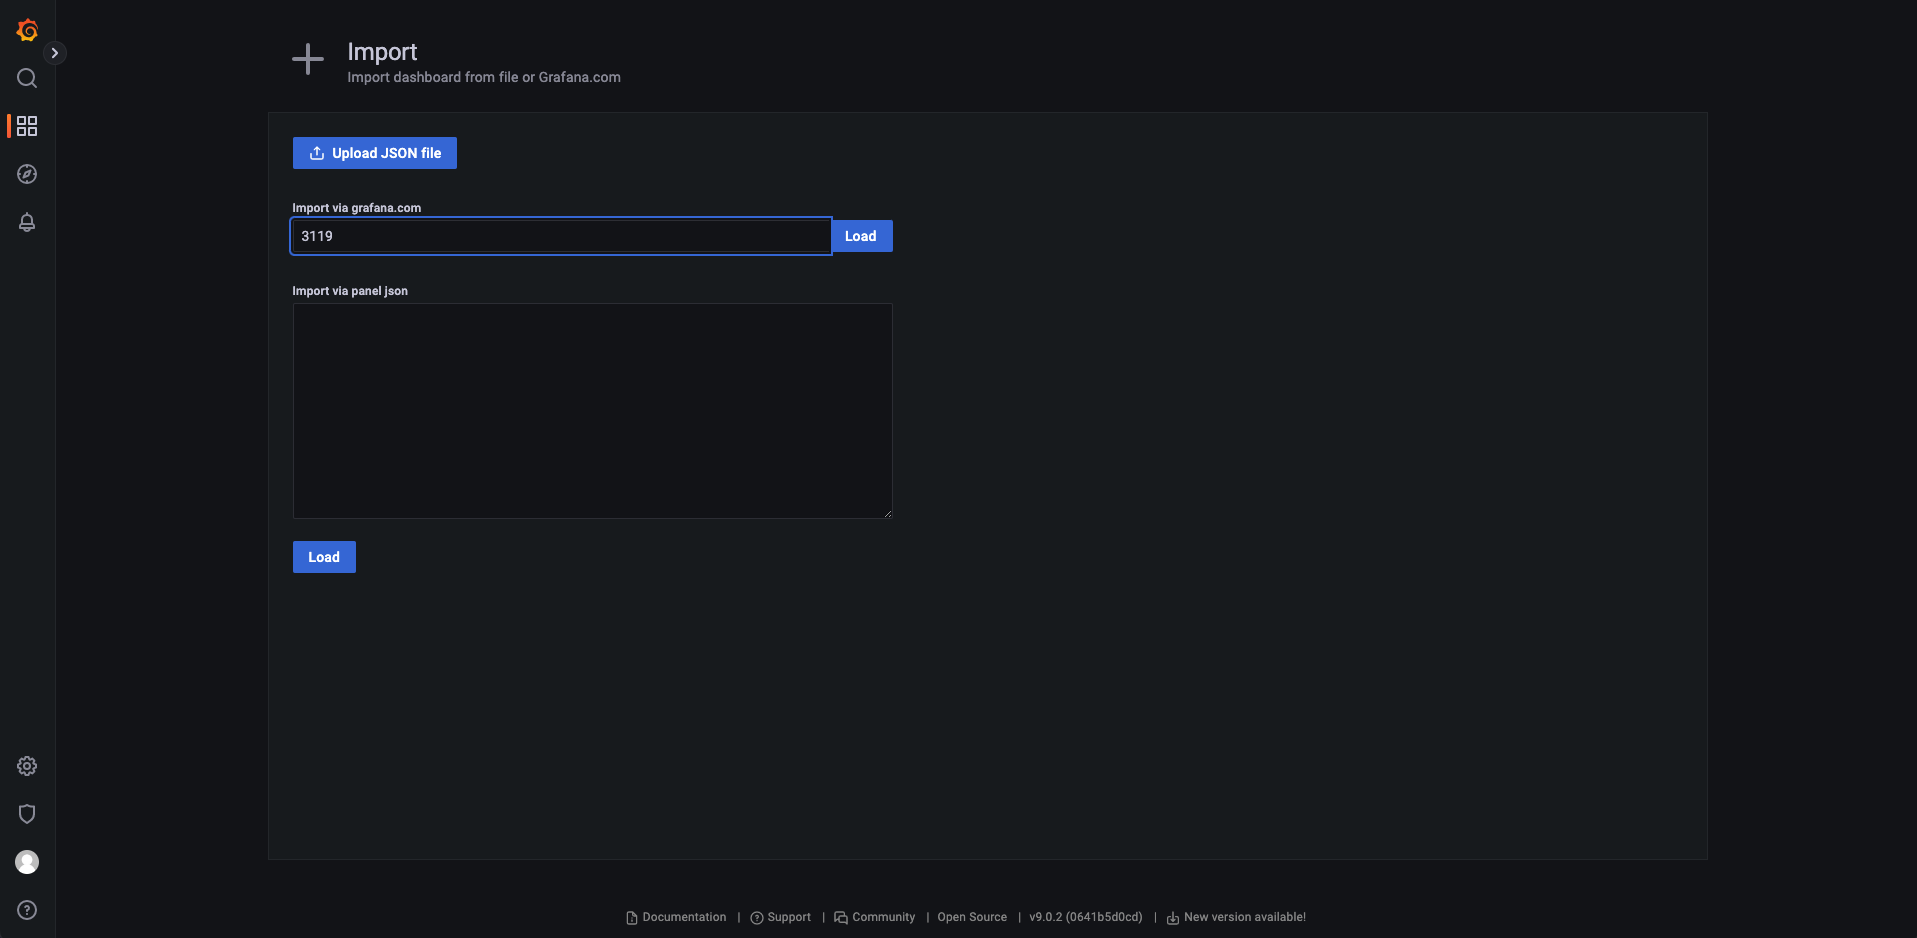 Import
Import dashboard from file or Grafana.com
Upload JSON file
Import via grafana.com
3119
Load
Import via panel json
Load
Documentation | Support | Community | Open Source | v9.0.2 (0641b5d0cd) | New version available!